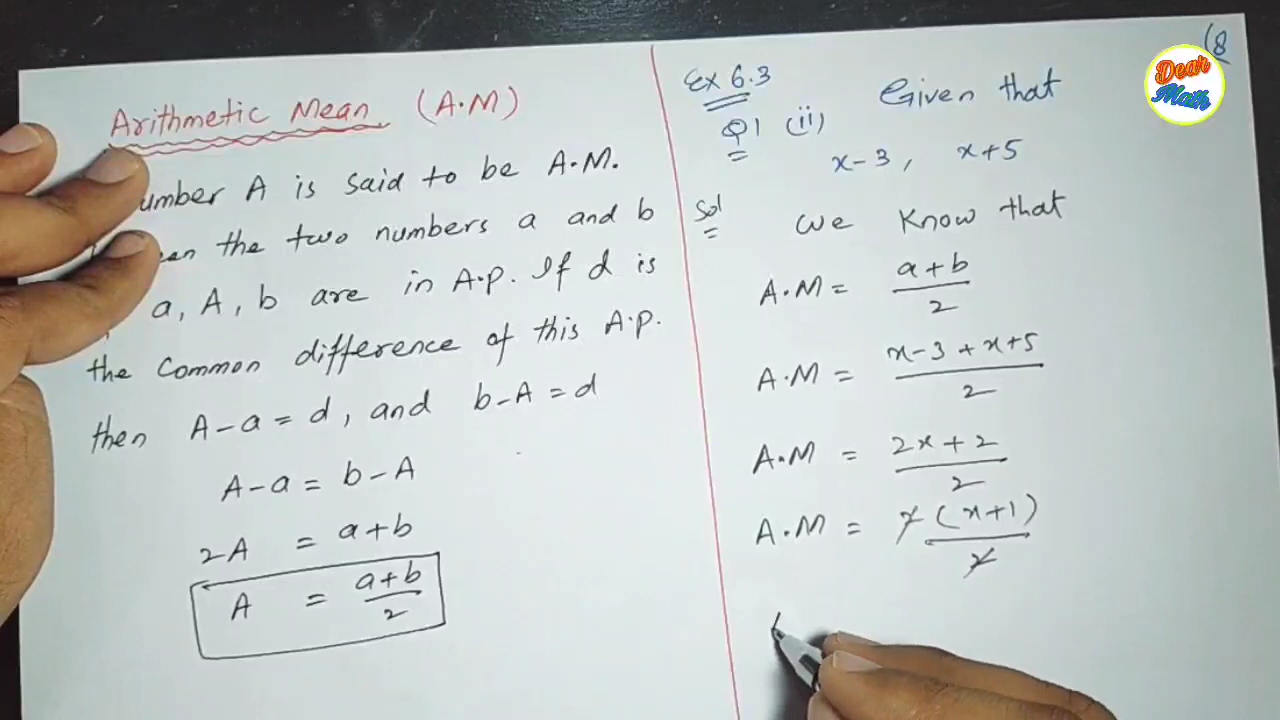 Arithmetic Mean (A.M)
umber A is said to be A.M.
the two numbers a and b
a, A, b are in A.p. If d is
the Common difference of this A.p.
then A-a = d, and b-A = d
A-a = b-A
2A = a+b
A = a+b/2
Ex 6.3
Q1 (ii) Given that
x-3, x+5
Sol We Know that
A.M = a+b/2
A.M = x-3+x+5/2
A.M = 2x+2/2
A.M = 2(x+1)/2
(8
Dear
Math